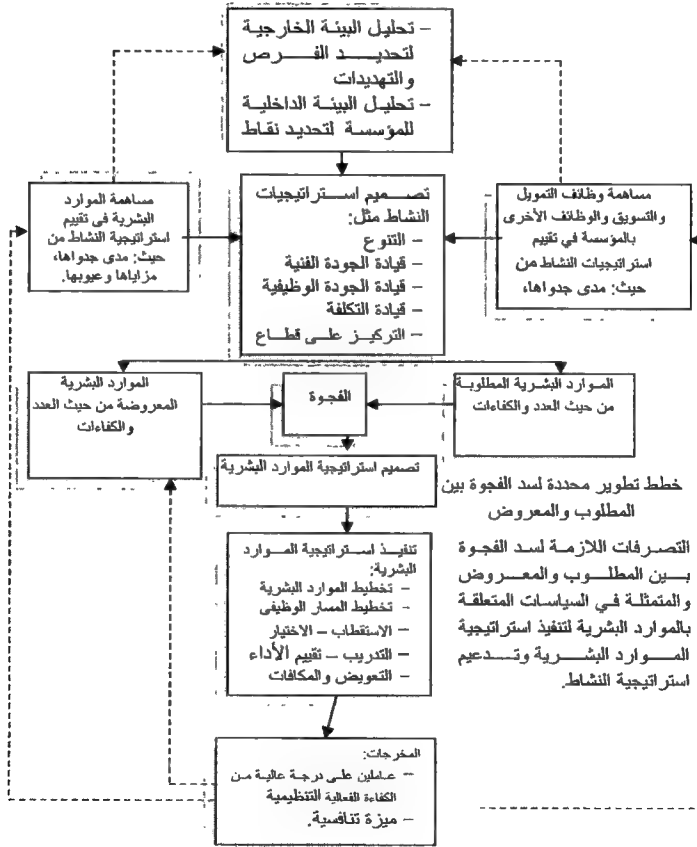 – تحليل البيئة الخارجية
لتحديد الفرص
والتهديدات
– تحليل البيئة الداخلية
للمؤسسة لتحديد نقاط
مساهمة الموارد
البشرية في تقييم
استراتيجية النشاط من
حيث: مدى جدواها،
مزاياها وعيوبها.
تصميم استراتيجيات
النشاط مثل:
– التنوع
– قيادة الجودة الفنية
– قيادة الجودة الوظيفية
– قيادة التكلفة
– التركيز على قطاع
مساهمة وظائف التمويل
والتسويق والوظائف الأخرى
بالمؤسسة في تقييم
استراتيجيات النشاط من
حيث: مدى جدواها،
الموارد البشرية المطلوبة
من حيث العدد والكفاءات
الفجوة
الموارد البشرية
المعروضة من حيث العدد
والكفاءات
تصميم استراتيجية الموارد البشرية
خطط تطوير محددة لسد الفجوة بين
المطلوب والمعروض
تنفيذ استراتيجية الموارد
البشرية:
– تخطيط الموارد البشرية
– تخطيط المسار الوظيفى
– الاستقطاب – الاختيار
– التدريب – تقييم الأداء
– التعويض والمكافات
التصرفات اللازمة لسد الفجوة
بين المطلوب والمعروض
والمتمثلة في السياسات المتعلقة
بالموارد البشرية لتنفيذ استراتيجية
الموارد البشرية وتدعيم
استراتيجية النشاط.
المخرجات:
– عاملين على درجة عالية من
الكفاءة الفعالية التنظيمية
– ميزة تنافسية.